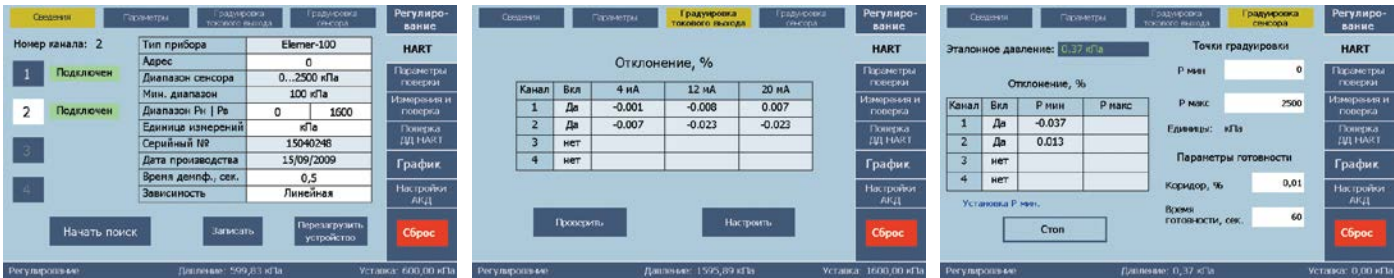 Сведения
Параметры
Градуировка
токового выхода
Градуировка
сенсора
Регулиро-
вание
Номер канала: 2
1 Подключен
2 Подключен
3
4
Тип прибора Elemer-100
Адрес 0
Диапазон сенсора 0...2500 кПа
Мин. диапазон 100 кПа
Диапазон Рн | Рв 0 1600
Единица измерений кПа
Серийный № 15040248
Дата производства 15/09/2009
Время демпф., сек. 0,5
Зависимость Линейная
Начать поиск
Записать
Перезагрузить
устройство
HART
Параметры
поверки
Измерения и
поверка
Поверка
ДД HART
График
Настройки
АКД
Сброс
Регулирование Давление: 599,83 кПа Уставка: 600,00 кПа
Сведения
Параметры
Градуировка
токового выхода
Градуировка
сенсора
Регулиро-
вание
Отклонение, %
Канал Вкл 4 мА 12 мА 20 мА
1 Да -0.001 -0.008 0.007
2 Да -0.007 -0.023 -0.023
3 нет
4 нет
Проверить
Настроить
HART
Параметры
поверки
Измерения и
поверка
Поверка
ДД HART
График
Настройки
АКД
Сброс
Регулирование Давление: 1595,89 кПа Уставка: 1600,00 кПа
Сведения
Параметры
Градуировка
токового выхода
Градуировка
сенсора
Регулиро-
вание
Эталонное давление: 0.37 кПа
Отклонение, %
Канал Вкл Р мин Р макс
1 Да -0.037
2 Да 0.013
3 нет
4 нет
Установка Р мин.
Стоп
Точки градуировки
Р мин 0
Р макс 2500
Единицы: кПа
Параметры готовности
Коридор, % 0,01
Время
готовности, сек. 60
HART
Параметры
поверки
Измерения и
поверка
Поверка
ДД HART
График
Настройки
АКД
Сброс
Регулирование Давление: 0,37 кПа Уставка: 0,00 кПа